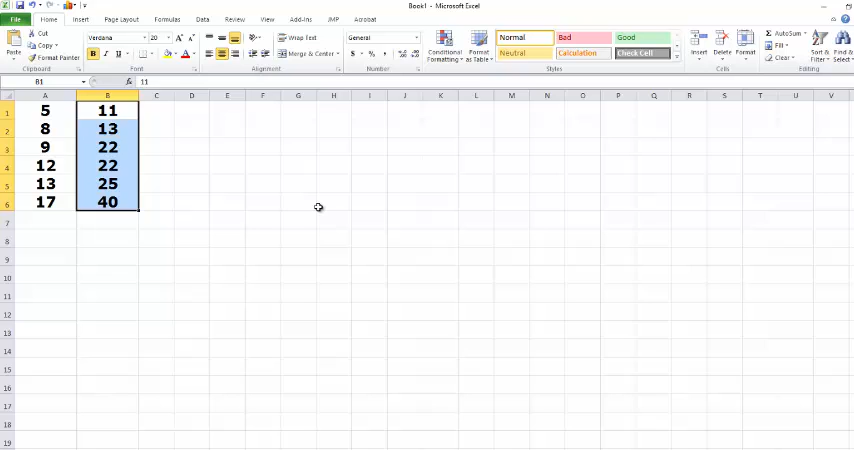 Book1 - Microsoft Excel
File Home Insert Page Layout Formulas Data Review View Add-Ins JMP Acrobat
Cut
Copy
Paste
Format Painter
Clipboard
Verdana 20
Font
Wrap Text
Merge & Center
Alignment
General
$ % ,
Number
Conditional Formatting
Format as Table
Normal Bad Good
Neutral Calculation Check Cell
Styles
Insert Delete Format
Cells
AutoSum
Fill
Clear
Sort & Filter
Find & Select
Editing
B1 fx 11
A B C D E F G H I J K L M N O P Q R S T U V
1 5 11
2 8 13
3 9 22
4 12 22
5 13 25
6 17 40
7
8
9
10
11
12
13
14
15
16
17
18
19